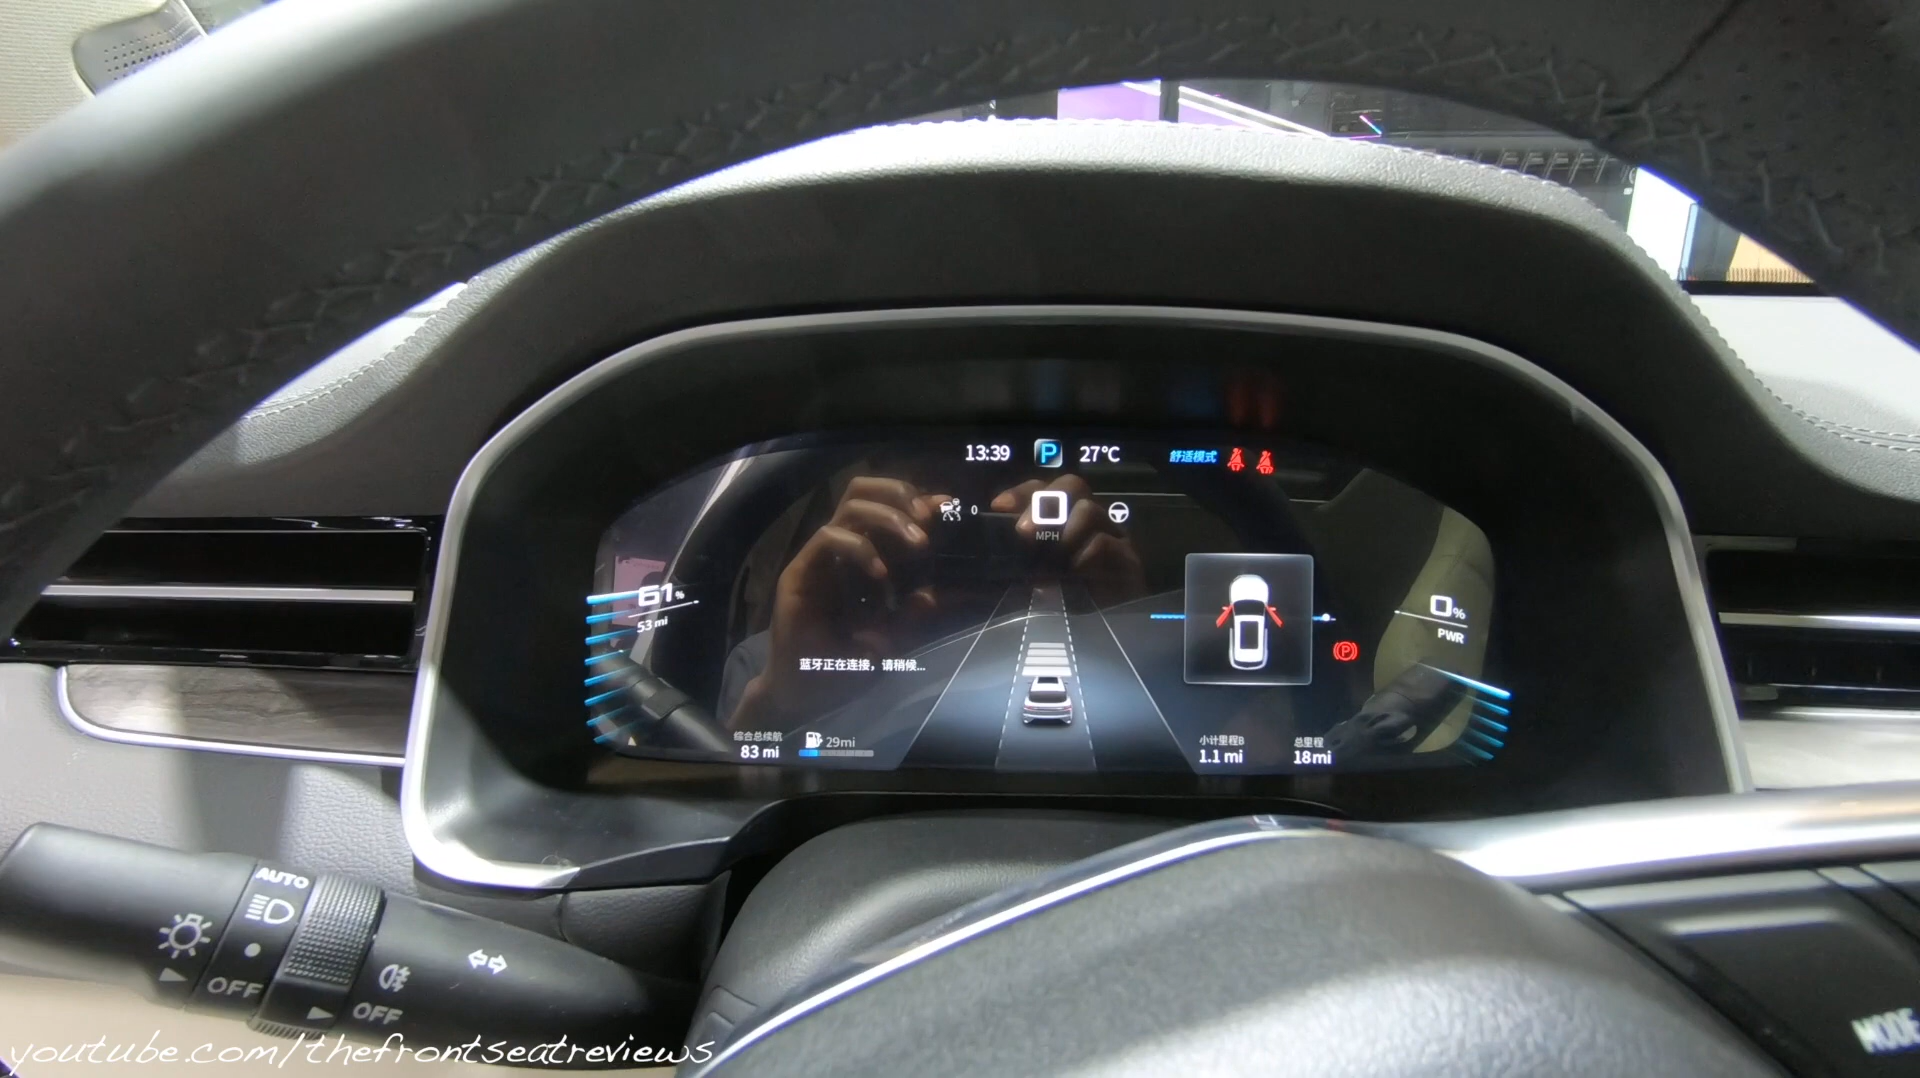 13:39 P 27°C 舒适模式
0 0
MPH
61%
53 mi
0%
PWR
蓝牙正在连接，请稍候...
综合总续航
83 mi
29mi
小计里程B
1.1 mi
总里程
18mi
AUTO
OFF
OFF
MODE
youtube.com/thefrontseatreviews